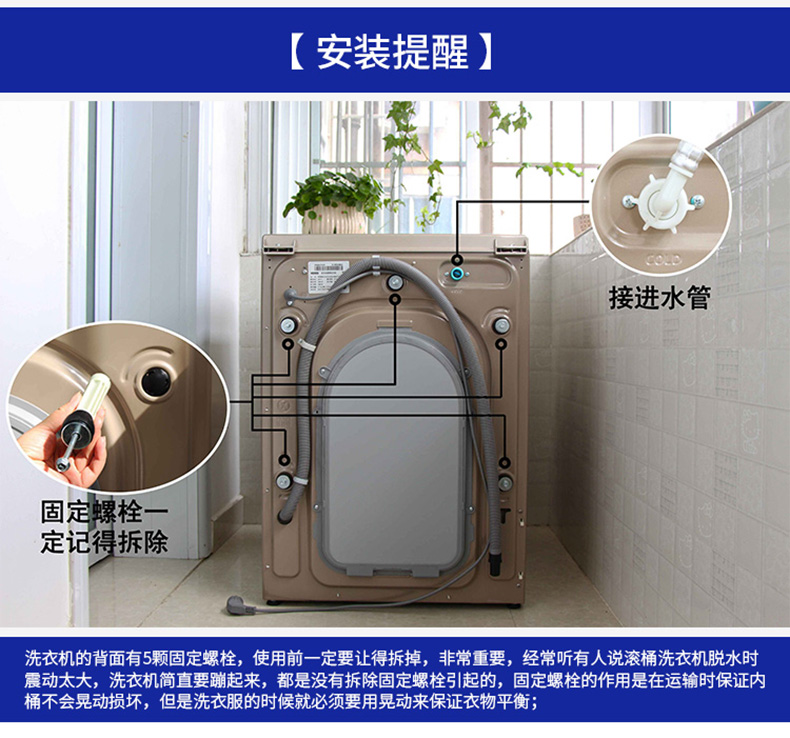 【安装提醒】
COLD
接进水管
固定螺栓一
定记得拆除
洗衣机的背面有5颗固定螺栓，使用前一定要让得拆掉，非常重要，经常听有人说滚桶洗衣机脱水时
震动太大，洗衣机简直要蹦起来，都是没有拆除固定螺栓引起的，固定螺栓的作用是在运输时保证内
桶不会晃动损坏，但是洗衣服的时候就必须要用晃动来保证衣物平衡；